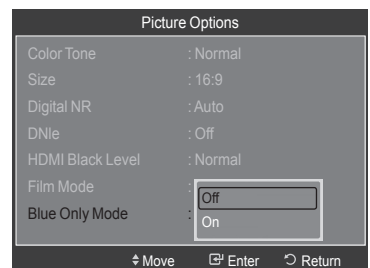 Picture Options
Color Tone : Normal
Size : 16:9
Digital NR : Auto
DNIe : Off
HDMI Black Level : Normal
Film Mode :
Off
Blue Only Mode :
On
Move Enter Return